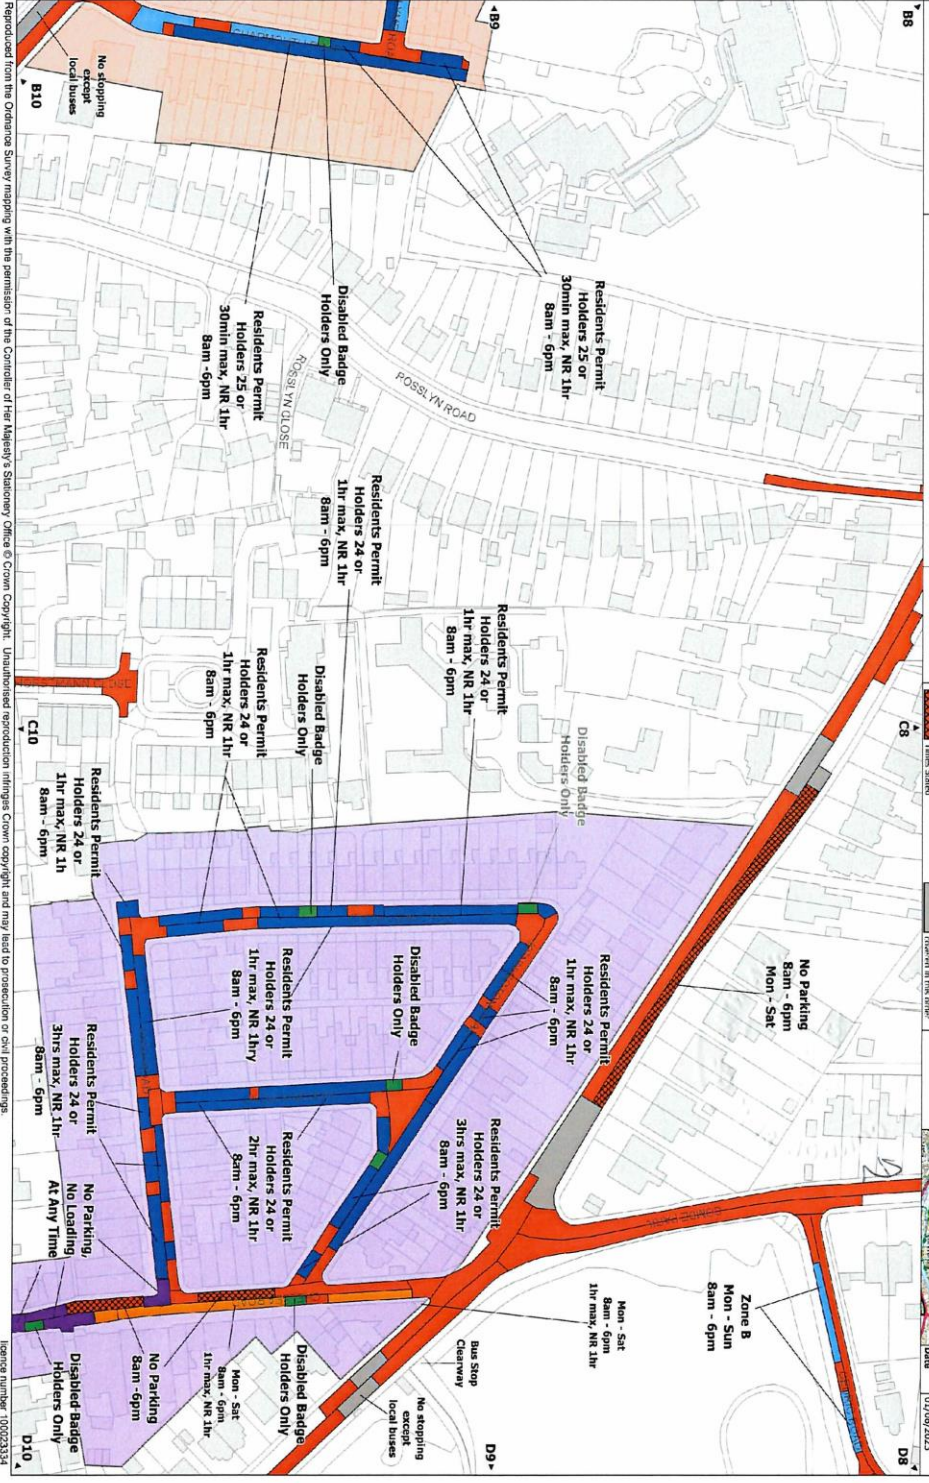 B8
C8
D8
B9
D9
B10
C10
D10
No stopping
except
local buses
Residents Permit
Holders 25 or
30min max, NR 1hr
8am - 6pm
Disabled Badge
Holders Only
Residents Permit
Holders 25 or
30min max, NR 1hr
8am -6pm
ROSSLYN ROAD
ROSSLYN CLOSE
Residents Permit
Holders 24 or
1hr max, NR 1hr
8am - 6pm
Residents Permit
Holders 24 or
1hr max, NR 1hr
8am - 6pm
Disabled Badge
Holders Only
Disabled Badge
Holders Only
Residents Permit
Holders 24 or
1hr max, NR 1hr
8am - 6pm
Residents Permit
Holders 24 or
1hr max, NR 1h
8am - 6pm
No Parking
8am - 6pm
Mon - Sat
Residents Permit
Holders 24 or
1hr max, NR 1hr
8am - 6pm
Disabled Badge
Holders Only
Residents Permit
Holders 24 or
1hr max, NR 1hry
8am - 6pm
Residents Permit
Holders 24 or
3hrs max, NR 1hr
8am - 6pm
Residents Permit
Holders 24 or
3hrs max, NR 1hr
8am - 6pm
Residents Permit
Holders 24 or
2hr max, NR 1hr
8am - 6pm
No Parking,
No Loading
At Any Time
Zone B
Mon - Sun
8am - 6pm
Mon - Sat
8am - 6pm
1hr max, NR 1hr
Bus Stop
Clearway
No stopping
except
local buses
Disabled Badge
Holders Only
Mon - Sat
8am - 6pm
1hr max, NR 1hr
No Parking
8am -6pm
Disabled Badge
Holders Only
Reproduced from the Ordnance Survey mapping with the permission of the Controller of Her Majesty's Stationery Office © Crown Copyright. Unauthorised reproduction infringes Crown copyright and may lead to prosecution or civil proceedings.
licence number 100023334